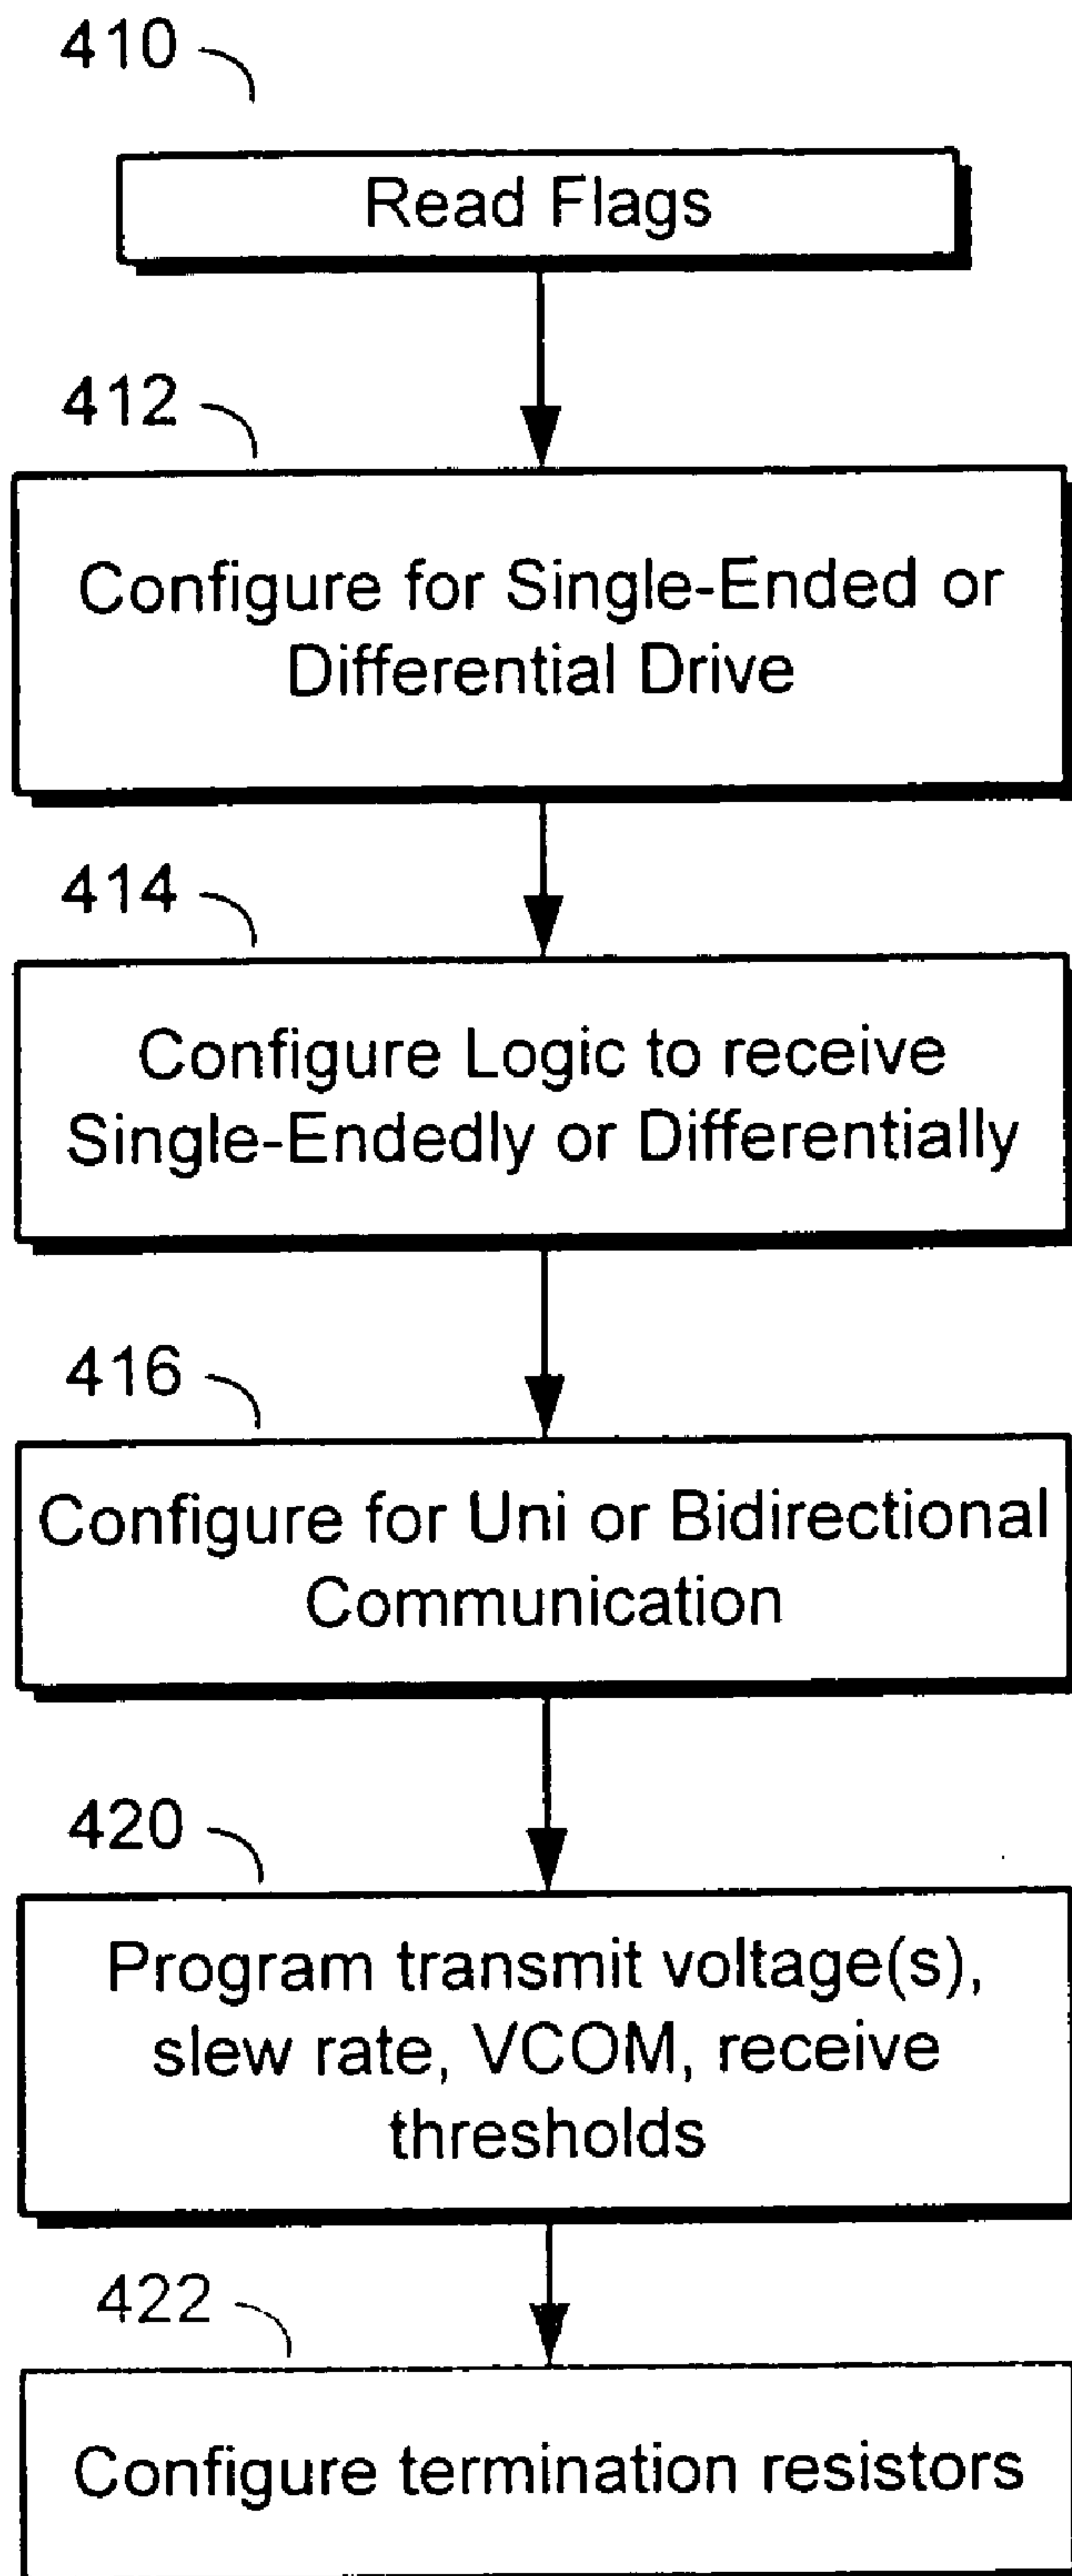 410
Read Flags
412
Configure for Single-Ended or
Differential Drive
414
Configure Logic to receive
Single-Endedly or Differentially
416
Configure for Uni or Bidirectional
Communication
420
Program transmit voltage(s),
slew rate, VCOM, receive
thresholds
422
Configure termination resistors